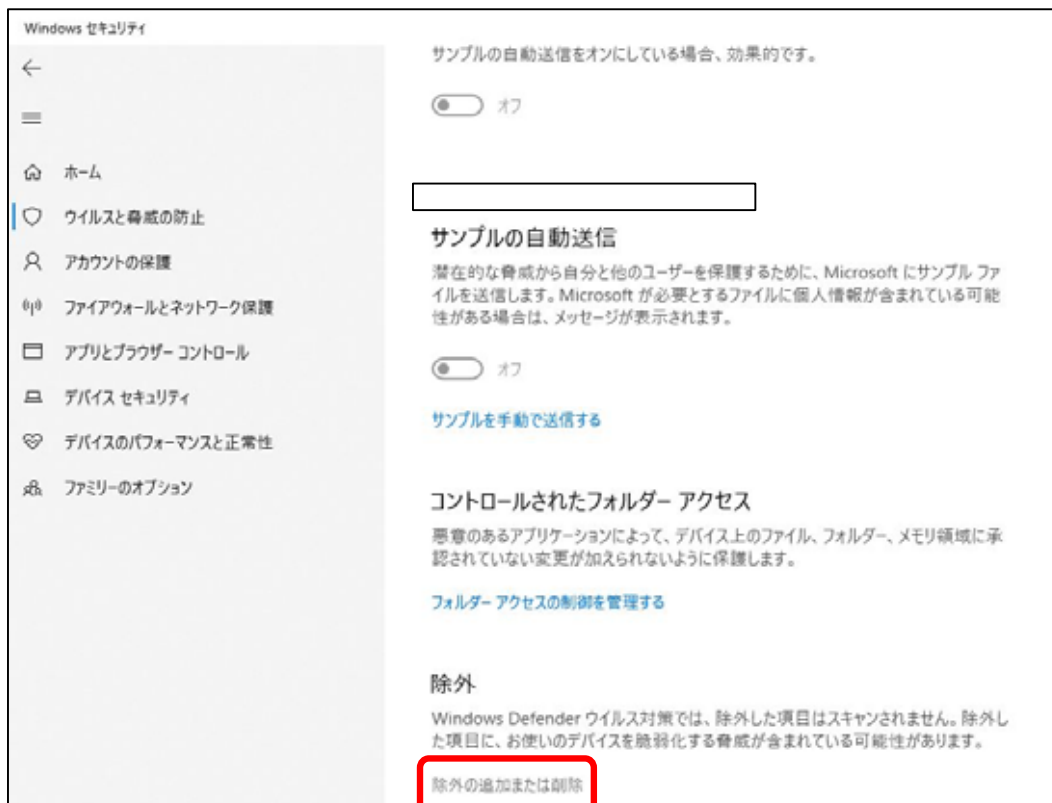 Windows セキュリティ
サンプルの自動送信をオンにしている場合、効果的です。
オフ
ホーム
ウイルスと脅威の防止
アカウントの保護
ファイアウォールとネットワーク保護
アプリとブラウザー コントロール
デバイス セキュリティ
デバイスのパフォーマンスと正常性
ファミリーのオプション
サンプルの自動送信
潜在的な脅威から自分と他のユーザーを保護するために、Microsoft にサンプル ファ
イルを送信します。Microsoft が必要とするファイルに個人情報が含まれている可能
性がある場合は、メッセージが表示されます。
オフ
サンプルを手動で送信する
コントロールされたフォルダー アクセス
悪意のあるアプリケーションによって、デバイス上のファイル、フォルダー、メモリ領域に承
認されていない変更が加えられないように保護します。
フォルダー アクセスの制御を管理する
除外
Windows Defender ウイルス対策では、除外した項目はスキャンされません。除外し
た項目に、お使いのデバイスを脆弱化する脅威が含まれている可能性があります。
除外の追加または削除